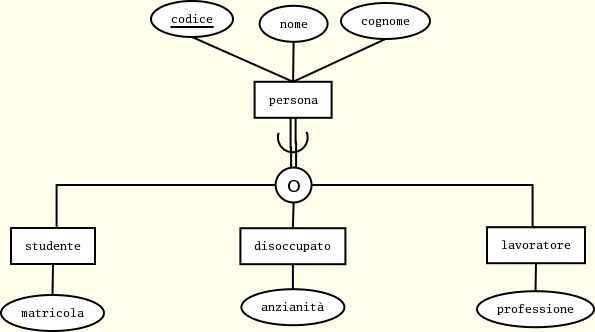 codice
nome
cognome
persona
O
studente
disoccupato
lavoratore
matricola
anzianità
professione